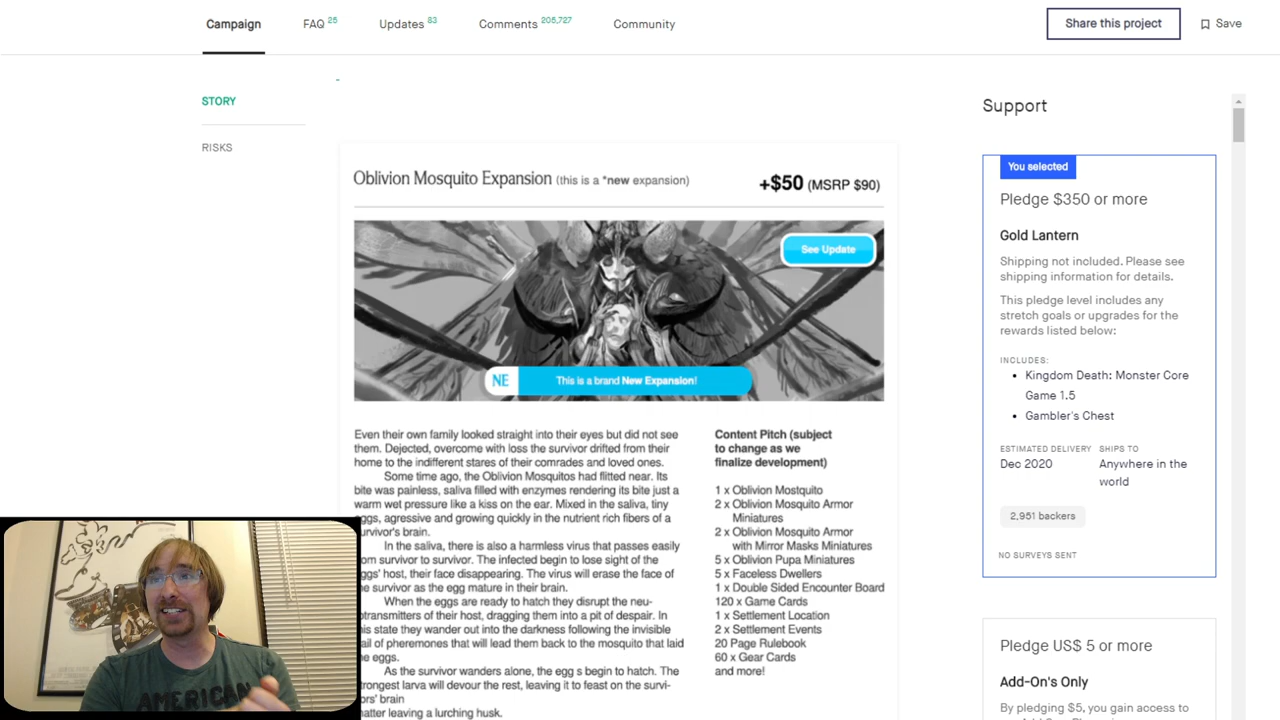 Campaign
FAQ 25
Updates 83
Comments 205,727
Community
Share this project
Save
STORY
RISKS
Oblivion Mosquito Expansion (this is a *new expansion)
+$50 (MSRP $90)
See Update
NE
This is a brand New Expansion!
Even their own family looked straight into their eyes but did not see
them. Dejected, overcome with loss the survivor drifted from their
home to the indifferent stares of their comrades and loved ones.
Some time ago, the Oblivion Mosquitos had flitted near. Its
bite was painless, saliva filled with enzymes rendering its bite just a
warm wet pressure like a kiss on the ear. Mixed in the saliva, tiny
eggs, agressive and growing quickly in the nutrient rich fibers of a
urvivor's brain.
In the saliva, there is also a harmless virus that passes easily
om survivor to survivor. The infected begin to lose sight of the
ggs' host, their face disappearing. The virus will erase the face of
e survivor as the egg mature in their brain.
When the eggs are ready to hatch they disrupt the neu-
otransmitters of their host, dragging them into a pit of despair. In
is state they wander out into the darkness following the invisible
ail of pheromones that will lead them back to the mosquito that laid
e eggs.
As the survivor wanders alone, the egg s begin to hatch. The
trongest larva will devour the rest, leaving it to feast on the survi-
ors' brain
atter leaving a lurching husk.
Content Pitch (subject
to change as we
finalize development)
1 x Oblivion Mostquito
2 x Oblivion Mosquito Armor
Miniatures
2 x Oblivion Mosquito Armor
with Mirror Masks Miniatures
5 x Oblivion Pupa Miniatures
5 x Faceless Dwellers
1 x Double Sided Encounter Board
120 x Game Cards
1 x Settlement Location
2 x Settlement Events
20 Page Rulebook
60 x Gear Cards
and more!
Support
You selected
Pledge $350 or more
Gold Lantern
Shipping not included. Please see
shipping information for details.
This pledge level includes any
stretch goals or upgrades for the
rewards listed below:
INCLUDES:
• Kingdom Death: Monster Core
Game 1.5
• Gambler's Chest
ESTIMATED DELIVERY
Dec 2020
SHIPS TO
Anywhere in the
world
2,951 backers
NO SURVEYS SENT
Pledge US$ 5 or more
Add-On's Only
By pledging $5, you gain access to
AMERICAN